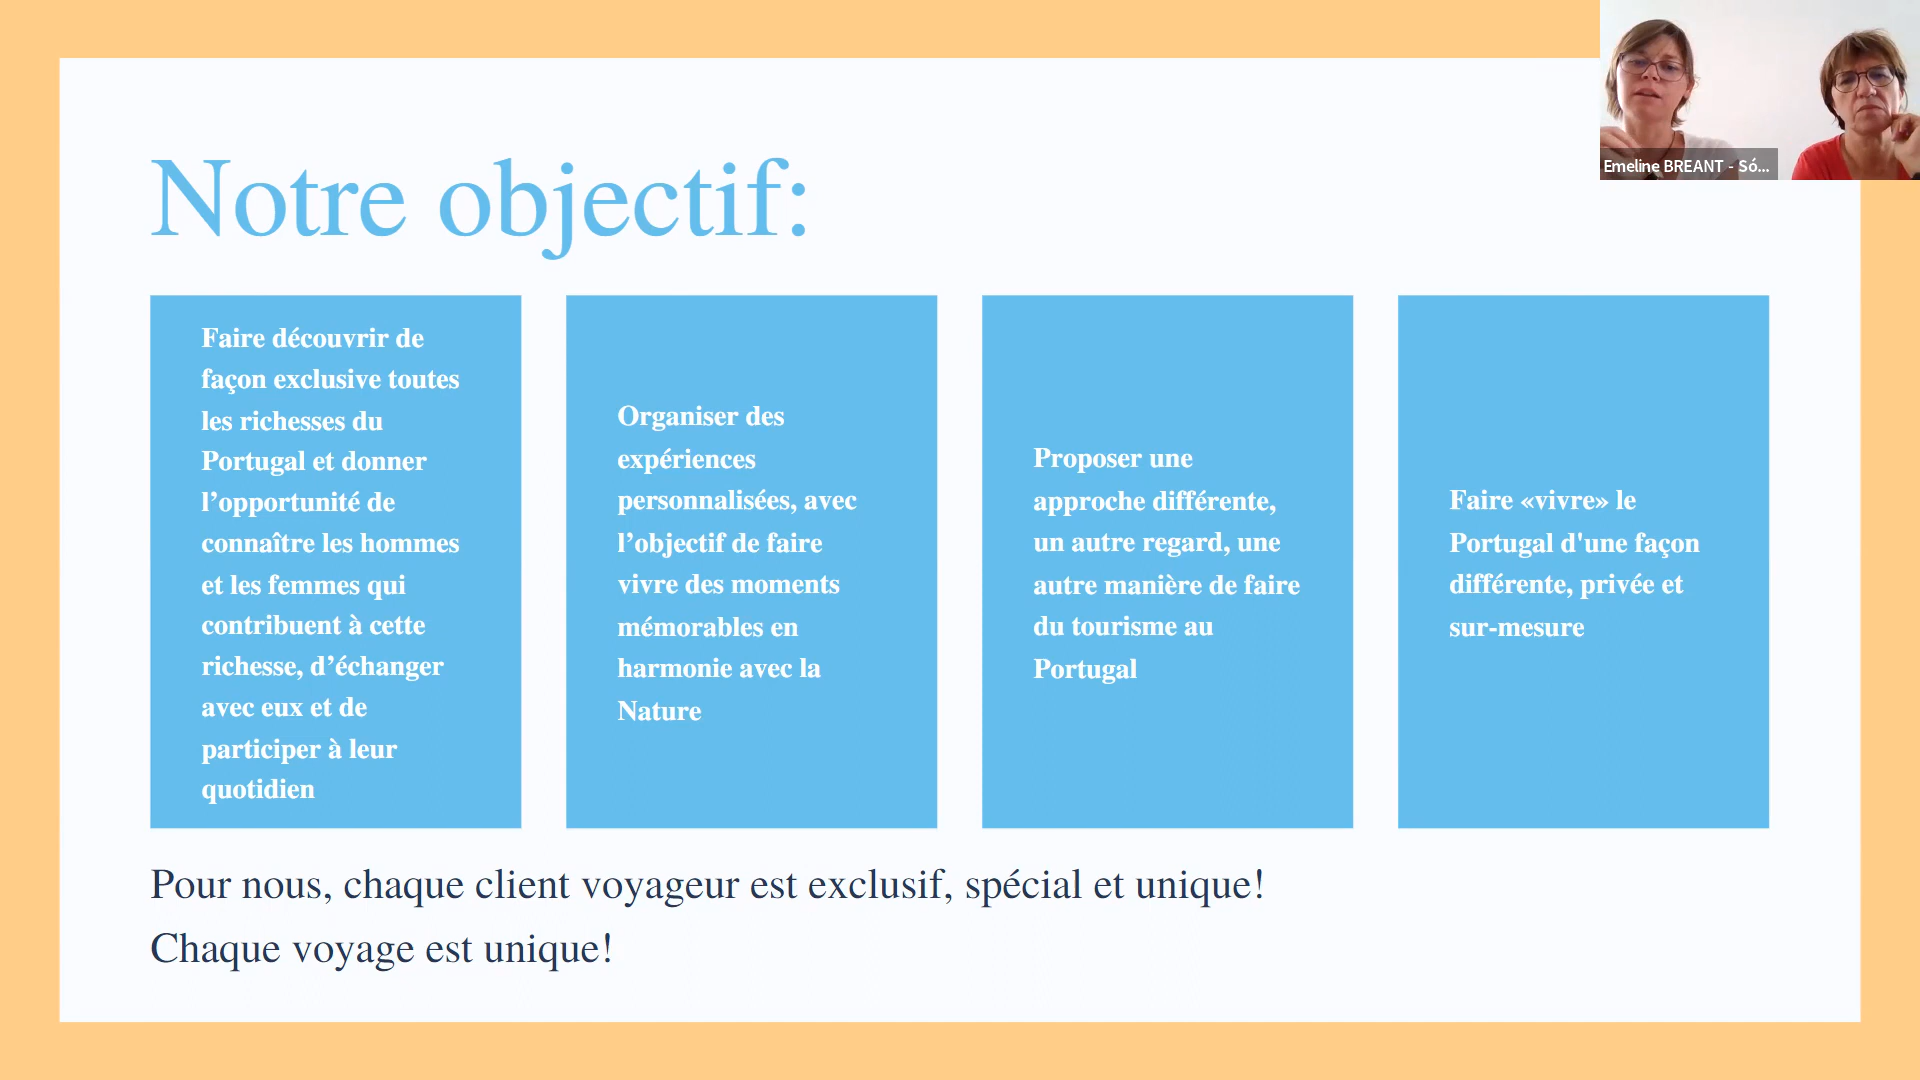 Emeline BREANT - Só...
Notre objectif:
Faire découvrir de
façon exclusive toutes
les richesses du
Portugal et donner
l’opportunité de
connaître les hommes
et les femmes qui
contribuent à cette
richesse, d’échanger
avec eux et de
participer à leur
quotidien
Organiser des
expériences
personnalisées, avec
l’objectif de faire
vivre des moments
mémorables en
harmonie avec la
Nature
Proposer une
approche différente,
un autre regard, une
autre manière de faire
du tourisme au
Portugal
Faire «vivre» le
Portugal d'une façon
différente, privée et
sur-mesure
Pour nous, chaque client voyageur est exclusif, spécial et unique!
Chaque voyage est unique!